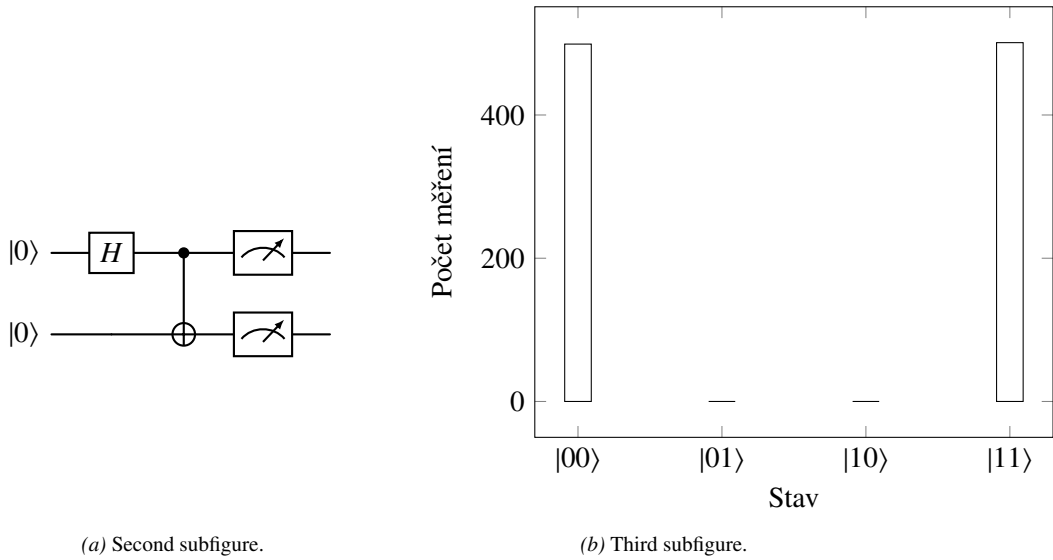 |0⟩ H
|0⟩
Počet měření
400
200
0
|00⟩ |01⟩ |10⟩ |11⟩
Stav
(a) Second subfigure.
(b) Third subfigure.